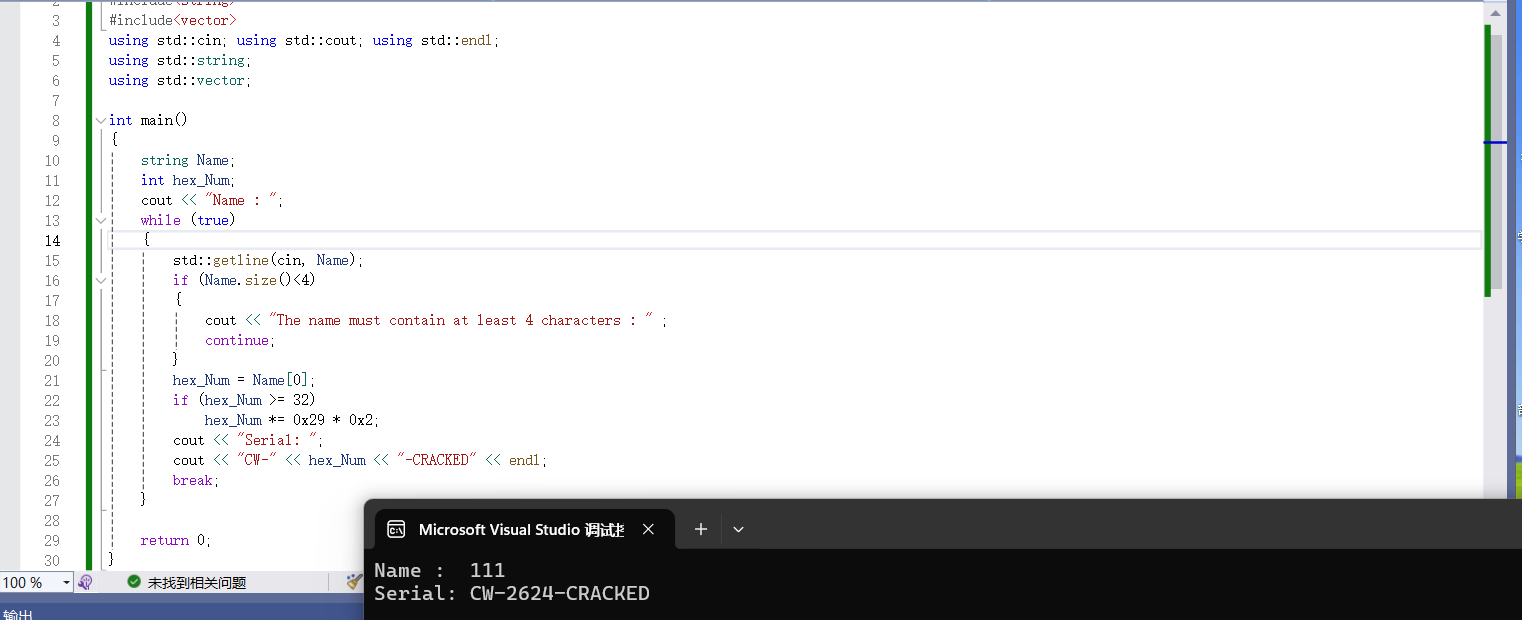 2 #include<string>
3 #include<vector>
4 using std::cin; using std::cout; using std::endl;
5 using std::string;
6 using std::vector;
7
8 int main()
9 {
10 string Name;
11 int hex_Num;
12 cout << "Name : ";
13 while (true)
14 {
15 std::getline(cin, Name);
16 if (Name.size()<4)
17 {
18 cout << "The name must contain at least 4 characters : " ;
19 continue;
20 }
21 hex_Num = Name[0];
22 if (hex_Num >= 32)
23 hex_Num *= 0x29 * 0x2;
24 cout << "Serial: ";
25 cout << "CW-" << hex_Num << "-CRACKED" << endl;
26 break;
27 }
28
29 return 0;
30 }
100 % 未找到相关问题
输出
Microsoft Visual Studio 调试
Name :  111
Serial: CW-2624-CRACKED